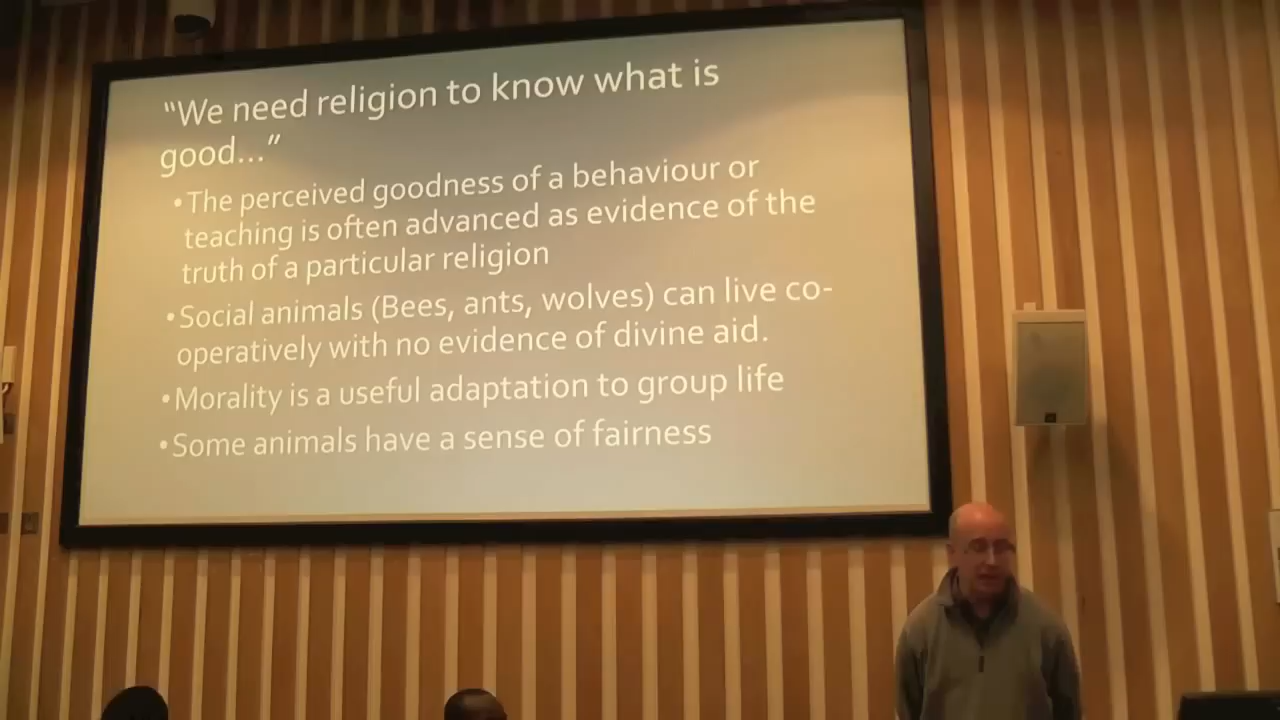 “We need religion to know what is
good...”
•The perceived goodness of a behaviour or
teaching is often advanced as evidence of the
truth of a particular religion
•Social animals (Bees, ants, wolves) can live co-
operatively with no evidence of divine aid.
•Morality is a useful adaptation to group life
•Some animals have a sense of fairness